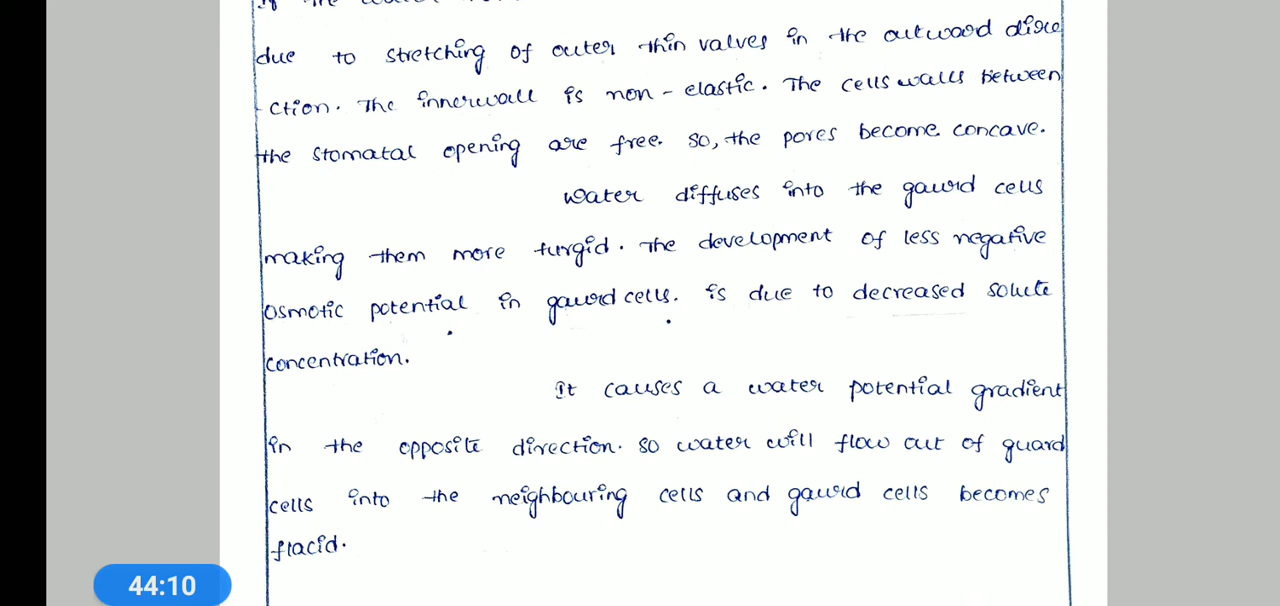 due to stretching of outer thin valves in the outward dire
ction. The innerwall is non - elastic. The cells walls between
the stomatal opening are free. so, the pores become concave.
water diffuses into the gaurd cells
making them more turgid. The development of less negative
osmotic potential in gaurd cells. is due to decreased solute
concentration.
It causes a water potential gradient
in the opposite direction. so water will flow out of guard
cells into the neighbouring cells and gaurd cells becomes
flacid.
44:10